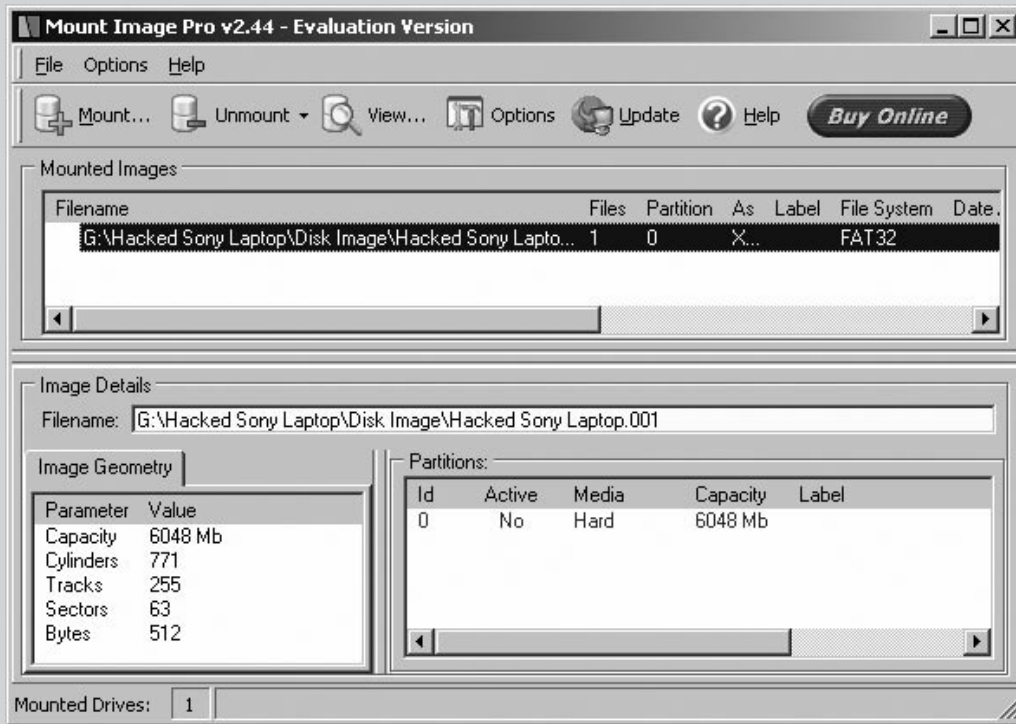 Mount Image Pro v2.44 - Evaluation Version
File Options Help
Mount... Unmount View... Options Update Help Buy Online
Mounted Images
Filename Files Partition As Label File System Date.
G:\Hacked Sony Laptop\Disk Image\Hacked Sony Lapto... 1 0 X... FAT32
Image Details
Filename: G:\Hacked Sony Laptop\Disk Image\Hacked Sony Laptop.001
Image Geometry
Parameter Value
Capacity 6048 Mb
Cylinders 771
Tracks 255
Sectors 63
Bytes 512
Partitions:
Id Active Media Capacity Label
0 No Hard 6048 Mb
Mounted Drives: 1